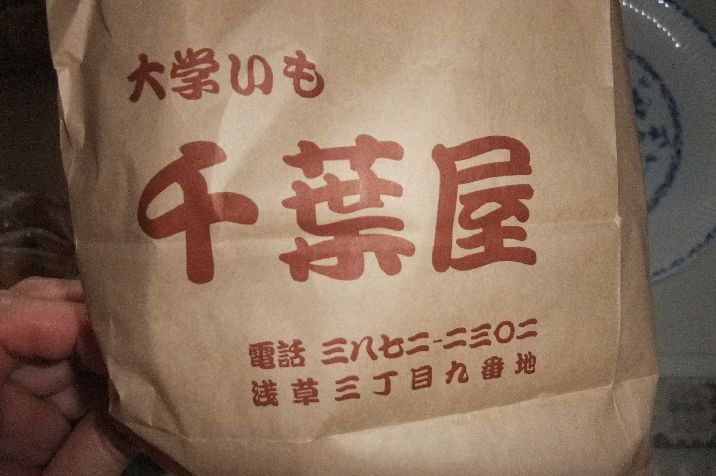 大学いも
千葉屋
電話 三八七二-二三〇二
浅草三丁目九番地